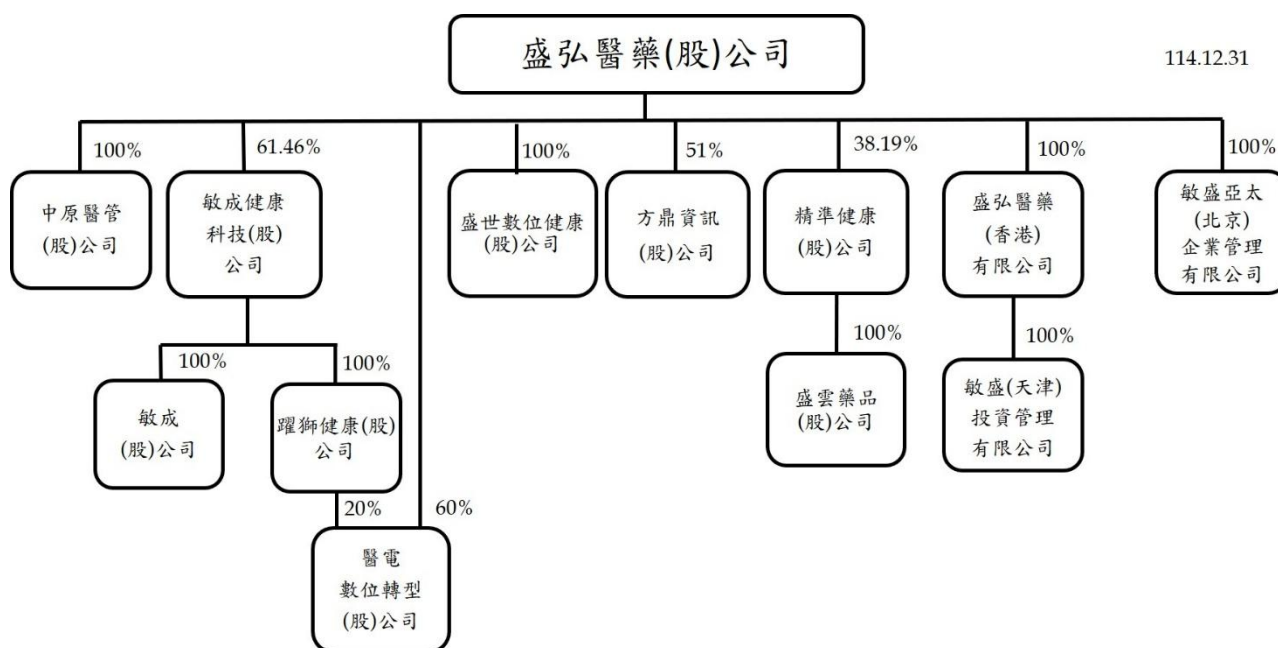 盛弘醫藥(股)公司
114.12.31
100%
61.46%
100%
51%
38.19%
100%
100%
中原醫管
(股)公司
敏成健康
科技(股)
公司
盛世數位健康
(股)公司
方鼎資訊
(股)公司
精準健康
(股)公司
盛弘醫藥
(香港)
有限公司
敏盛亞太
(北京)
企業管理
有限公司
100%
100%
100%
100%
敏成
(股)公司
躍獅健康(股)
公司
盛雲藥品
(股)公司
敏盛(天津)
投資管理
有限公司
20%
60%
醫電
數位轉型
(股)公司